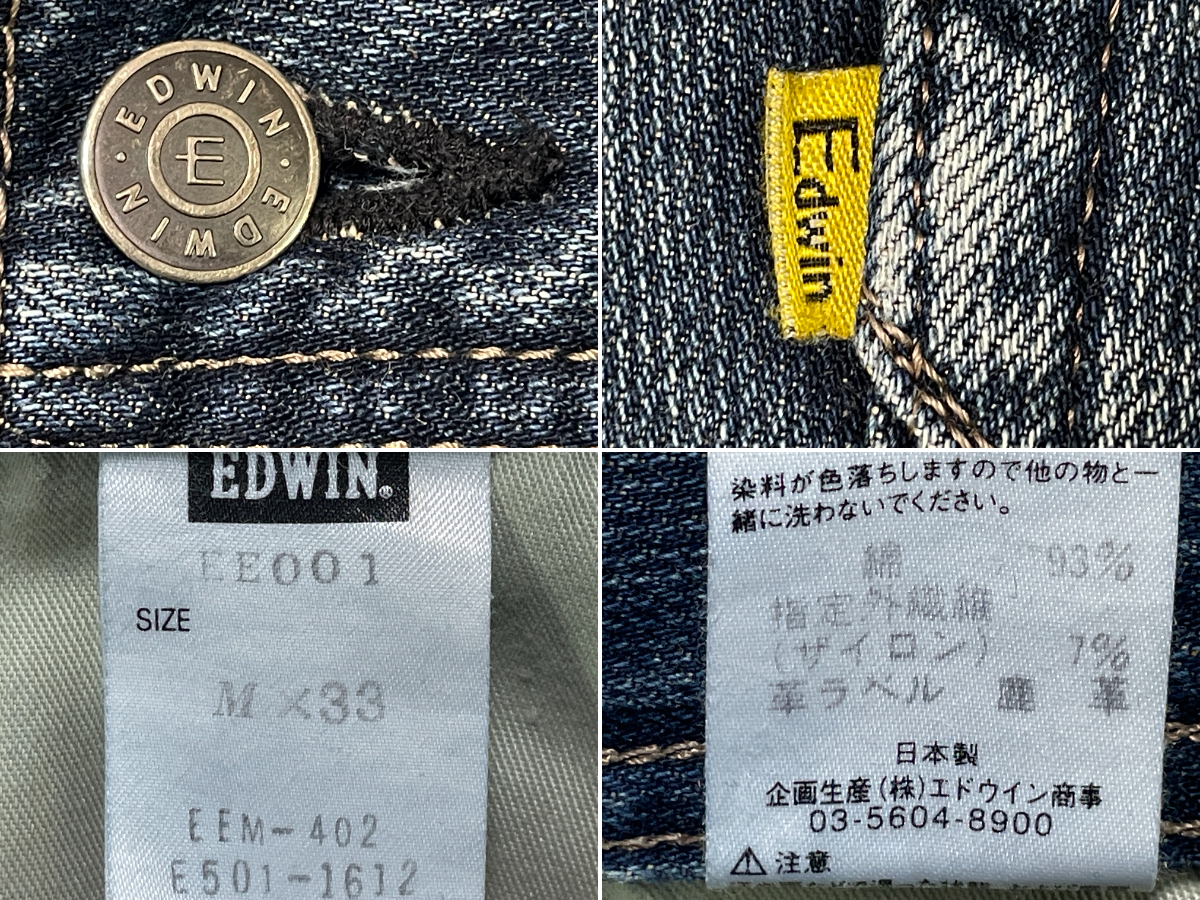 EDWIN · EDWIN ·
E
Edwin
EDWIN®
EE001
SIZE
M×33
EEM-402
E501-1612
染料が色落ちしますので他の物と一
緒に洗わないでください。
綿 93%
指定外繊維
(ザイロン) 7%
革ラベル 鹿 革
日本製
企画生産(株)エドウイン商事
03-5604-8900
⚠注意